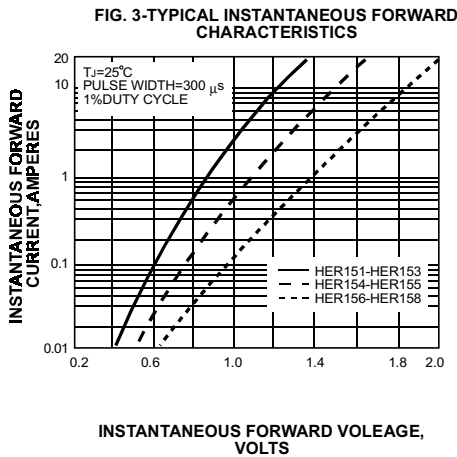 FIG. 3-TYPICAL INSTANTANEOUS FORWARD
CHARACTERISTICS
INSTANTANEOUS FORWARD
CURRENT,AMPERES
20
10
1
0.1
0.01
TJ=25°C
PULSE WIDTH=300 µs
1%DUTY CYCLE
HER151-HER153
HER154-HER155
HER156-HER158
0.2 0.6 1.0 1.4 1.8 2.0
INSTANTANEOUS FORWARD VOLEAGE,
VOLTS